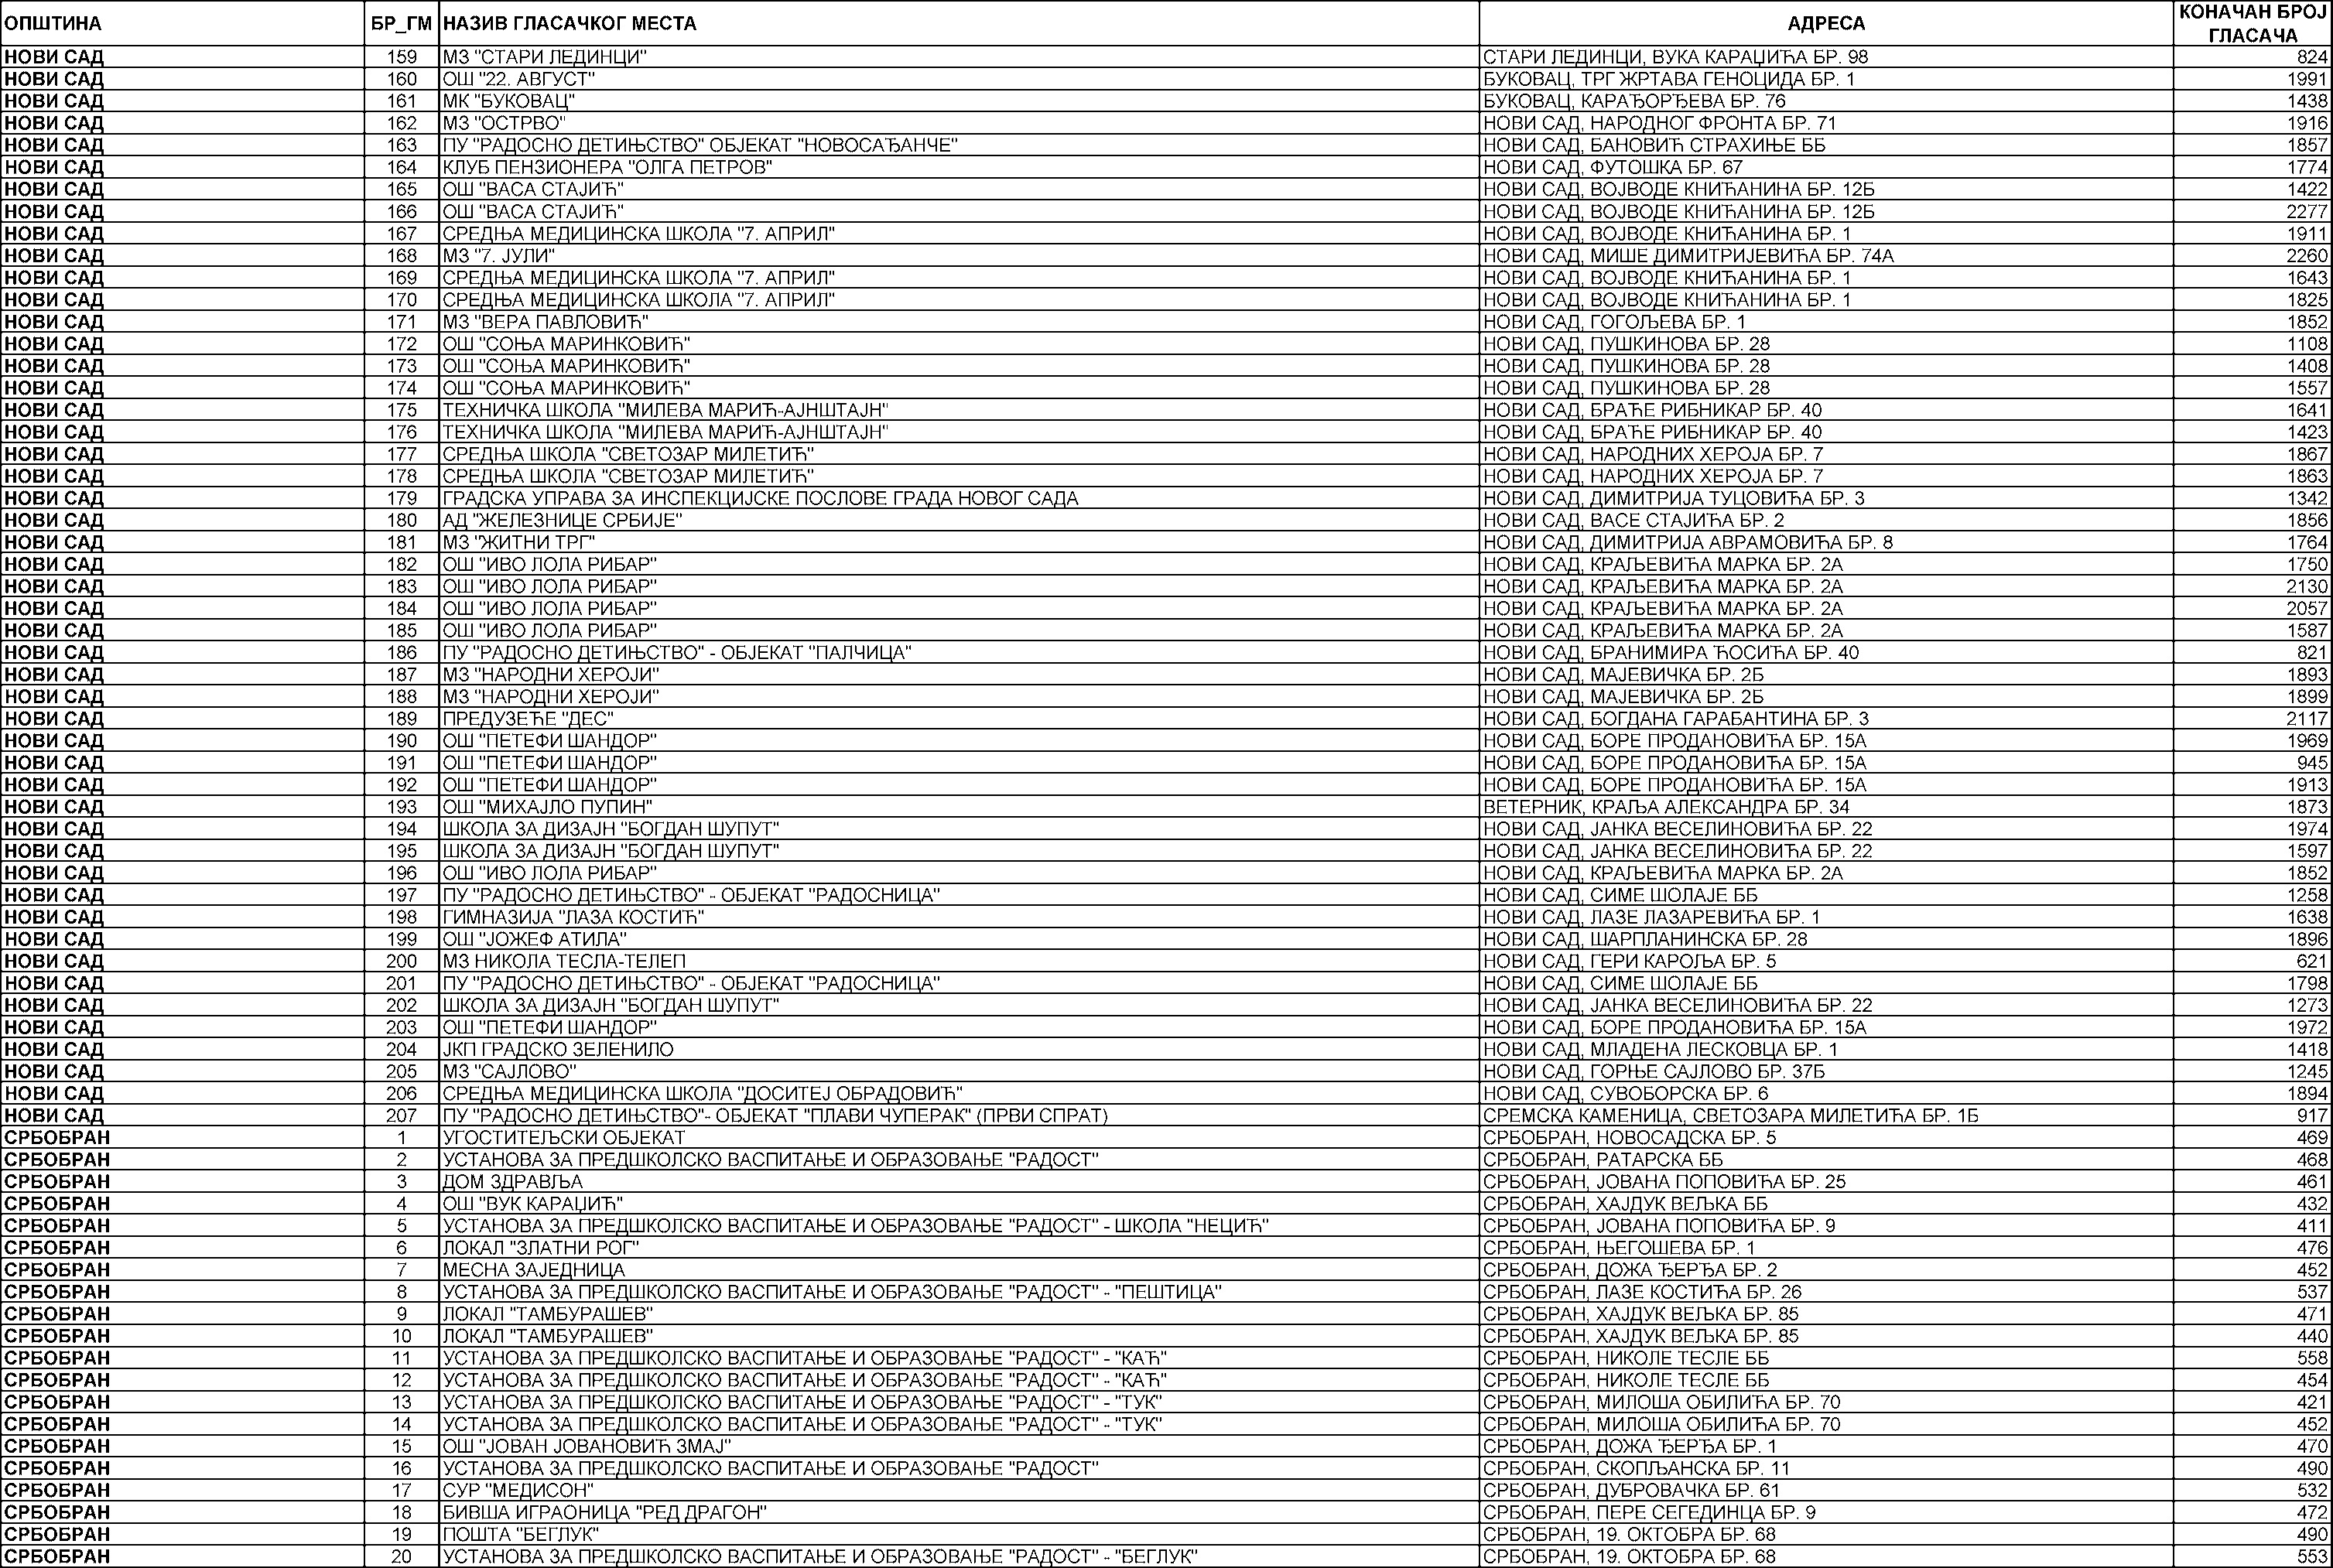 ОПШТИНА БР_ГМ НАЗИВ ГЛАСАЧКОГ МЕСТА АДРЕСА КОНАЧАН БРОЈ ГЛАСАЧА
НОВИ САД 159 МЗ "СТАРИ ЛЕДИНЦИ" СТАРИ ЛЕДИНЦИ, ВУКА КАРАЏИЋА БР. 98 824
НОВИ САД 160 ОШ "22. АВГУСТ" БУКОВАЦ, ТРГ ЖРТАВА ГЕНОЦИДА БР. 1 1991
НОВИ САД 161 МК "БУКОВАЦ" БУКОВАЦ, КАРАЂОРЂЕВА БР. 76 1438
НОВИ САД 162 МЗ "ОСТРВО" НОВИ САД, НАРОДНОГ ФРОНТА БР. 71 1916
НОВИ САД 163 ПУ "РАДОСНО ДЕТИЊСТВО" ОБЈЕКАТ "НОВОСАЂАНЧЕ" НОВИ САД, БАНОВИЋ СТРАХИЊЕ ББ 1857
НОВИ САД 164 КЛУБ ПЕНЗИОНЕРА "ОЛГА ПЕТРОВ" НОВИ САД, ФУТОШКА БР. 67 1774
НОВИ САД 165 ОШ "ВАСА СТАЈИЋ" НОВИ САД, ВОЈВОДЕ КНИЋАНИНА БР. 12Б 1422
НОВИ САД 166 ОШ "ВАСА СТАЈИЋ" НОВИ САД, ВОЈВОДЕ КНИЋАНИНА БР. 12Б 2277
НОВИ САД 167 СРЕДЊА МЕДИЦИНСКА ШКОЛА "7. АПРИЛ" НОВИ САД, ВОЈВОДЕ КНИЋАНИНА БР. 1 1911
НОВИ САД 168 МЗ "7. ЈУЛИ" НОВИ САД, МИШЕ ДИМИТРИЈЕВИЋА БР. 74А 2260
НОВИ САД 169 СРЕДЊА МЕДИЦИНСКА ШКОЛА "7. АПРИЛ" НОВИ САД, ВОЈВОДЕ КНИЋАНИНА БР. 1 1643
НОВИ САД 170 СРЕДЊА МЕДИЦИНСКА ШКОЛА "7. АПРИЛ" НОВИ САД, ВОЈВОДЕ КНИЋАНИНА БР. 1 1825
НОВИ САД 171 МЗ "ВЕРА ПАВЛОВИЋ" НОВИ САД, ГОГОЉЕВА БР. 1 1852
НОВИ САД 172 ОШ "СОЊА МАРИНКОВИЋ" НОВИ САД, ПУШКИНОВА БР. 28 1108
НОВИ САД 173 ОШ "СОЊА МАРИНКОВИЋ" НОВИ САД, ПУШКИНОВА БР. 28 1408
НОВИ САД 174 ОШ "СОЊА МАРИНКОВИЋ" НОВИ САД, ПУШКИНОВА БР. 28 1557
НОВИ САД 175 ТЕХНИЧКА ШКОЛА "МИЛЕВА МАРИЋ-АЈНШТАЈН" НОВИ САД, БРАЋЕ РИБНИКАР БР. 40 1641
НОВИ САД 176 ТЕХНИЧКА ШКОЛА "МИЛЕВА МАРИЋ-АЈНШТАЈН" НОВИ САД, БРАЋЕ РИБНИКАР БР. 40 1423
НОВИ САД 177 СРЕДЊА ШКОЛА "СВЕТОЗАР МИЛЕТИЋ" НОВИ САД, НАРОДНИХ ХЕРОЈА БР. 7 1867
НОВИ САД 178 СРЕДЊА ШКОЛА "СВЕТОЗАР МИЛЕТИЋ" НОВИ САД, НАРОДНИХ ХЕРОЈА БР. 7 1863
НОВИ САД 179 ГРАДСКА УПРАВА ЗА ИНСПЕКЦИЈСКЕ ПОСЛОВЕ ГРАДА НОВОГ САДА НОВИ САД, ДИМИТРИЈА ТУЦОВИЋА БР. 3 1342
НОВИ САД 180 АД "ЖЕЛЕЗНИЦЕ СРБИЈЕ" НОВИ САД, ВАСЕ СТАЈИЋА БР. 2 1856
НОВИ САД 181 МЗ "ЖИТНИ ТРГ" НОВИ САД, ДИМИТРИЈА АВРАМОВИЋА БР. 8 1764
НОВИ САД 182 ОШ "ИВО ЛОЛА РИБАР" НОВИ САД, КРАЉЕВИЋА МАРКА БР. 2А 1750
НОВИ САД 183 ОШ "ИВО ЛОЛА РИБАР" НОВИ САД, КРАЉЕВИЋА МАРКА БР. 2А 2130
НОВИ САД 184 ОШ "ИВО ЛОЛА РИБАР" НОВИ САД, КРАЉЕВИЋА МАРКА БР. 2А 2057
НОВИ САД 185 ОШ "ИВО ЛОЛА РИБАР" НОВИ САД, КРАЉЕВИЋА МАРКА БР. 2А 1587
НОВИ САД 186 ПУ "РАДОСНО ДЕТИЊСТВО" - ОБЈЕКАТ "ПАЛЧИЦА" НОВИ САД, БРАНИМИРА ЋОСИЋА БР. 40 821
НОВИ САД 187 МЗ "НАРОДНИ ХЕРОЈИ" НОВИ САД, МАЈЕВИЧКА БР. 2Б 1893
НОВИ САД 188 МЗ "НАРОДНИ ХЕРОЈИ" НОВИ САД, МАЈЕВИЧКА БР. 2Б 1899
НОВИ САД 189 ПРЕДУЗЕЋЕ "ДЕС" НОВИ САД, БОГДАНА ГАРАБАНТИНА БР. 3 2117
НОВИ САД 190 ОШ "ПЕТЕФИ ШАНДОР" НОВИ САД, БОРЕ ПРОДАНОВИЋА БР. 15А 1969
НОВИ САД 191 ОШ "ПЕТЕФИ ШАНДОР" НОВИ САД, БОРЕ ПРОДАНОВИЋА БР. 15А 945
НОВИ САД 192 ОШ "ПЕТЕФИ ШАНДОР" НОВИ САД, БОРЕ ПРОДАНОВИЋА БР. 15А 1913
НОВИ САД 193 ОШ "МИХАЈЛО ПУПИН" ВЕТЕРНИК, КРАЉА АЛЕКСАНДРА БР. 34 1873
НОВИ САД 194 ШКОЛА ЗА ДИЗАЈН "БОГДАН ШУПУТ" НОВИ САД, ЈАНКА ВЕСЕЛИНОВИЋА БР. 22 1974
НОВИ САД 195 ШКОЛА ЗА ДИЗАЈН "БОГДАН ШУПУТ" НОВИ САД, ЈАНКА ВЕСЕЛИНОВИЋА БР. 22 1597
НОВИ САД 196 ОШ "ИВО ЛОЛА РИБАР" НОВИ САД, КРАЉЕВИЋА МАРКА БР. 2А 1852
НОВИ САД 197 ПУ "РАДОСНО ДЕТИЊСТВО" - ОБЈЕКАТ "РАДОСНИЦА" НОВИ САД, СИМЕ ШОЛАЈЕ ББ 1258
НОВИ САД 198 ГИМНАЗИЈА "ЛАЗА КОСТИЋ" НОВИ САД, ЛАЗЕ ЛАЗАРЕВИЋА БР. 1 1638
НОВИ САД 199 ОШ "ЈОЖЕФ АТИЛА" НОВИ САД, ШАРПЛАНИНСКА БР. 28 1896
НОВИ САД 200 МЗ НИКОЛА ТЕСЛА-ТЕЛЕП НОВИ САД, ГЕРИ КАРОЉА БР. 5 621
НОВИ САД 201 ПУ "РАДОСНО ДЕТИЊСТВО" - ОБЈЕКАТ "РАДОСНИЦА" НОВИ САД, СИМЕ ШОЛАЈЕ ББ 1798
НОВИ САД 202 ШКОЛА ЗА ДИЗАЈН "БОГДАН ШУПУТ" НОВИ САД, ЈАНКА ВЕСЕЛИНОВИЋА БР. 22 1273
НОВИ САД 203 ОШ "ПЕТЕФИ ШАНДОР" НОВИ САД, БОРЕ ПРОДАНОВИЋА БР. 15А 1972
НОВИ САД 204 ЈКП ГРАДСКО ЗЕЛЕНИЛО НОВИ САД, МЛАДЕНА ЛЕСКОВЦА БР. 1 1418
НОВИ САД 205 МЗ "САЈЛОВО" НОВИ САД, ГОРЊЕ САЈЛОВО БР. 37Б 1245
НОВИ САД 206 СРЕДЊА МЕДИЦИНСКА ШКОЛА "ДОСИТЕЈ ОБРАДОВИЋ" НОВИ САД, СУВОБОРСКА БР. 6 1894
НОВИ САД 207 ПУ "РАДОСНО ДЕТИЊСТВО"- ОБЈЕКАТ "ПЛАВИ ЧУПЕРАК" (ПРВИ СПРАТ) СРЕМСКА КАМЕНИЦА, СВЕТОЗАРА МИЛЕТИЋА БР. 1Б 917
СРБОБРАН 1 УГОСТИТЕЉСКИ ОБЈЕКАТ СРБОБРАН, НОВОСАДСКА БР. 5 469
СРБОБРАН 2 УСТАНОВА ЗА ПРЕДШКОЛСКО ВАСПИТАЊЕ И ОБРАЗОВАЊЕ "РАДОСТ" СРБОБРАН, РАТАРСКА ББ 468
СРБОБРАН 3 ДОМ ЗДРАВЉА СРБОБРАН, ЈОВАНА ПОПОВИЋА БР. 25 461
СРБОБРАН 4 ОШ "ВУК КАРАЏИЋ" СРБОБРАН, ХАЈДУК ВЕЉКА ББ 432
СРБОБРАН 5 УСТАНОВА ЗА ПРЕДШКОЛСКО ВАСПИТАЊЕ И ОБРАЗОВАЊЕ "РАДОСТ" - ШКОЛА "НЕЦИЋ" СРБОБРАН, ЈОВАНА ПОПОВИЋА БР. 9 411
СРБОБРАН 6 ЛОКАЛ "ЗЛАТНИ РОГ" СРБОБРАН, ЊЕГОШЕВА БР. 1 476
СРБОБРАН 7 МЕСНА ЗАЈЕДНИЦА СРБОБРАН, ДОЖА ЂЕРЂА БР. 2 452
СРБОБРАН 8 УСТАНОВА ЗА ПРЕДШКОЛСКО ВАСПИТАЊЕ И ОБРАЗОВАЊЕ "РАДОСТ" - "ПЕШТИЦА" СРБОБРАН, ЛАЗЕ КОСТИЋА БР. 26 537
СРБОБРАН 9 ЛОКАЛ "ТАМБУРАШЕВ" СРБОБРАН, ХАЈДУК ВЕЉКА БР. 85 471
СРБОБРАН 10 ЛОКАЛ "ТАМБУРАШЕВ" СРБОБРАН, ХАЈДУК ВЕЉКА БР. 85 440
СРБОБРАН 11 УСТАНОВА ЗА ПРЕДШКОЛСКО ВАСПИТАЊЕ И ОБРАЗОВАЊЕ "РАДОСТ" - "КАЋ" СРБОБРАН, НИКОЛЕ ТЕСЛЕ ББ 558
СРБОБРАН 12 УСТАНОВА ЗА ПРЕДШКОЛСКО ВАСПИТАЊЕ И ОБРАЗОВАЊЕ "РАДОСТ" - "КАЋ" СРБОБРАН, НИКОЛЕ ТЕСЛЕ ББ 454
СРБОБРАН 13 УСТАНОВА ЗА ПРЕДШКОЛСКО ВАСПИТАЊЕ И ОБРАЗОВАЊЕ "РАДОСТ" - "ТУК" СРБОБРАН, МИЛОША ОБИЛИЋА БР. 70 421
СРБОБРАН 14 УСТАНОВА ЗА ПРЕДШКОЛСКО ВАСПИТАЊЕ И ОБРАЗОВАЊЕ "РАДОСТ" - "ТУК" СРБОБРАН, МИЛОША ОБИЛИЋА БР. 70 452
СРБОБРАН 15 ОШ "ЈОВАН ЈОВАНОВИЋ ЗМАЈ" СРБОБРАН, ДОЖА ЂЕРЂА БР. 1 470
СРБОБРАН 16 УСТАНОВА ЗА ПРЕДШКОЛСКО ВАСПИТАЊЕ И ОБРАЗОВАЊЕ "РАДОСТ" СРБОБРАН, СКОПЉАНСКА БР. 11 490
СРБОБРАН 17 СУР "МЕДИСОН" СРБОБРАН, ДУБРОВАЧКА БР. 61 532
СРБОБРАН 18 БИВША ИГРАОНИЦА "РЕД ДРАГОН" СРБОБРАН, ПЕРЕ СЕГЕДИНЦА БР. 9 472
СРБОБРАН 19 ПОШТА "БЕГЛУК" СРБОБРАН, 19. ОКТОБРА БР. 68 490
СРБОБРАН 20 УСТАНОВА ЗА ПРЕДШКОЛСКО ВАСПИТАЊЕ И ОБРАЗОВАЊЕ "РАДОСТ" - "БЕГЛУК" СРБОБРАН, 19. ОКТОБРА БР. 68 553